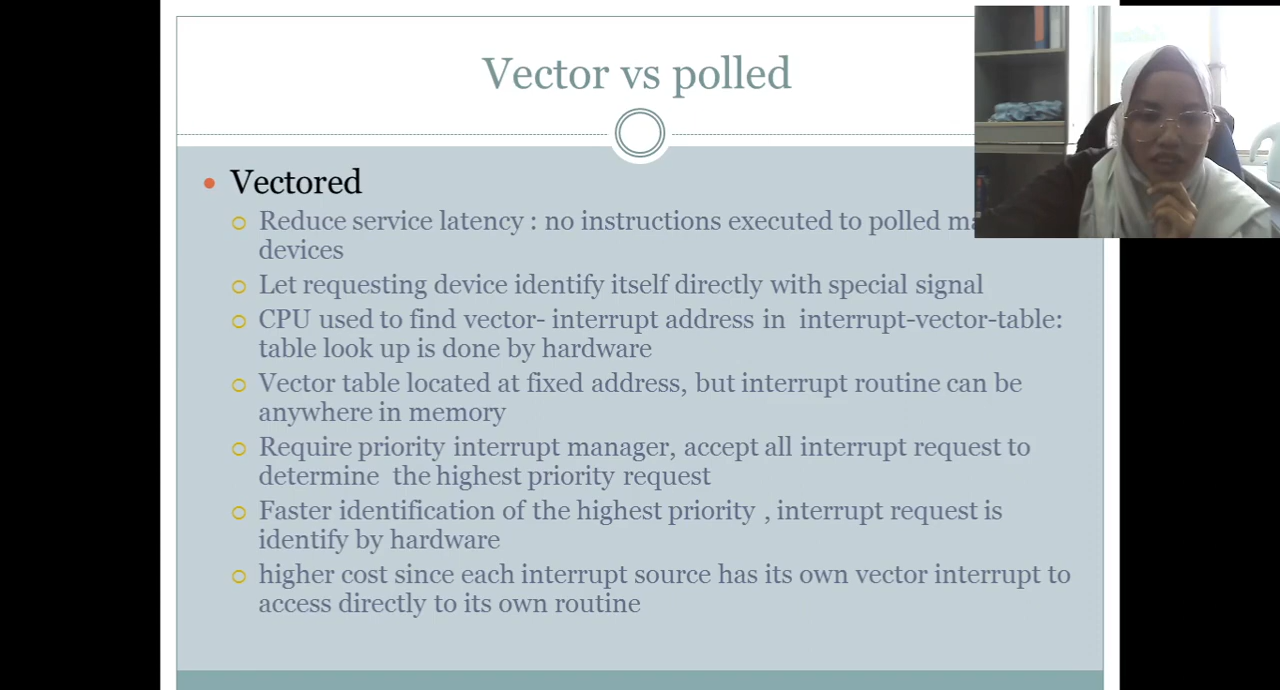 Vector vs polled
Vectored
Reduce service latency : no instructions executed to polled
devices
Let requesting device identify itself directly with special signal
CPU used to find vector- interrupt address in interrupt-vector-table:
table look up is done by hardware
Vector table located at fixed address, but interrupt routine can be
anywhere in memory
Require priority interrupt manager, accept all interrupt request to
determine the highest priority request
Faster identification of the highest priority , interrupt request is
identify by hardware
higher cost since each interrupt source has its own vector interrupt to
access directly to its own routine